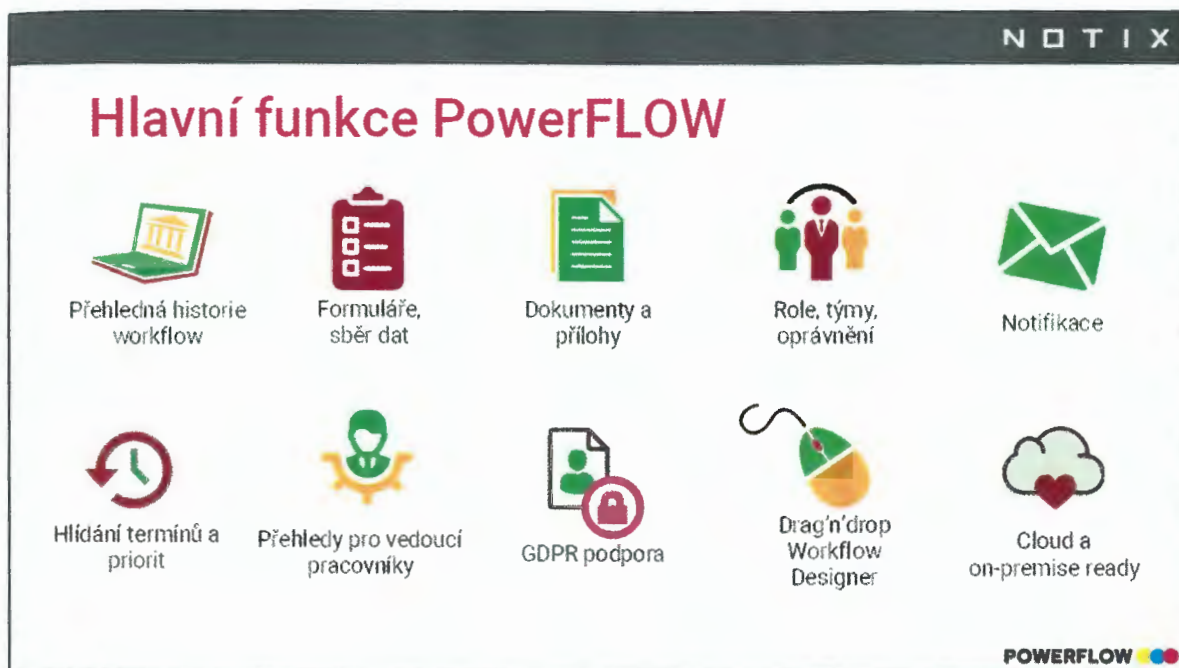 NOTIX
Hlavní funkce PowerFLOW
Přehledná historie
workflow
Formuláře,
sběr dat
Dokumenty a
přílohy
Role, týmy,
oprávnění
Notifikace
Hlídání termínů a
priorit
Přehledy pro vedoucí
pracovníky
GDPR podpora
Drag'n'drop
Workflow
Designer
Cloud a
on-premise ready
POWERFLOW